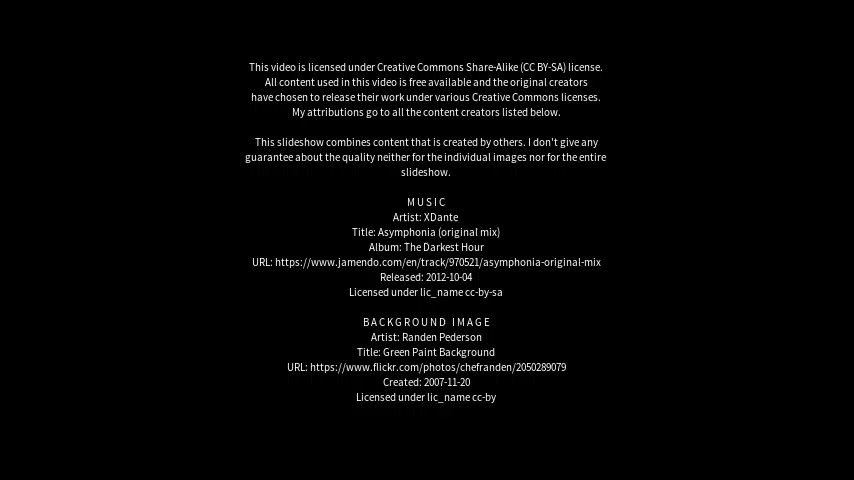 This video is licensed under Creative Commons Share-Alike (CC BY-SA) license.
All content used in this video is free available and the original creators
have chosen to release their work under various Creative Commons licenses.
My attributions go to all the content creators listed below.
This slideshow combines content that is created by others. I don't give any
guarantee about the quality neither for the individual images nor for the entire
slideshow.
MUSIC
Artist: XDante
Title: Asymphonia (original mix)
Album: The Darkest Hour
URL: https://www.jamendo.com/en/track/970521/asymphonia-original-mix
Released: 2012-10-04
Licensed under lic_name cc-by-sa
BACKGROUND IMAGE
Artist: Randen Pederson
Title: Green Paint Background
URL: https://www.flickr.com/photos/chefranden/2050289079
Created: 2007-11-20
Licensed under lic_name cc-by